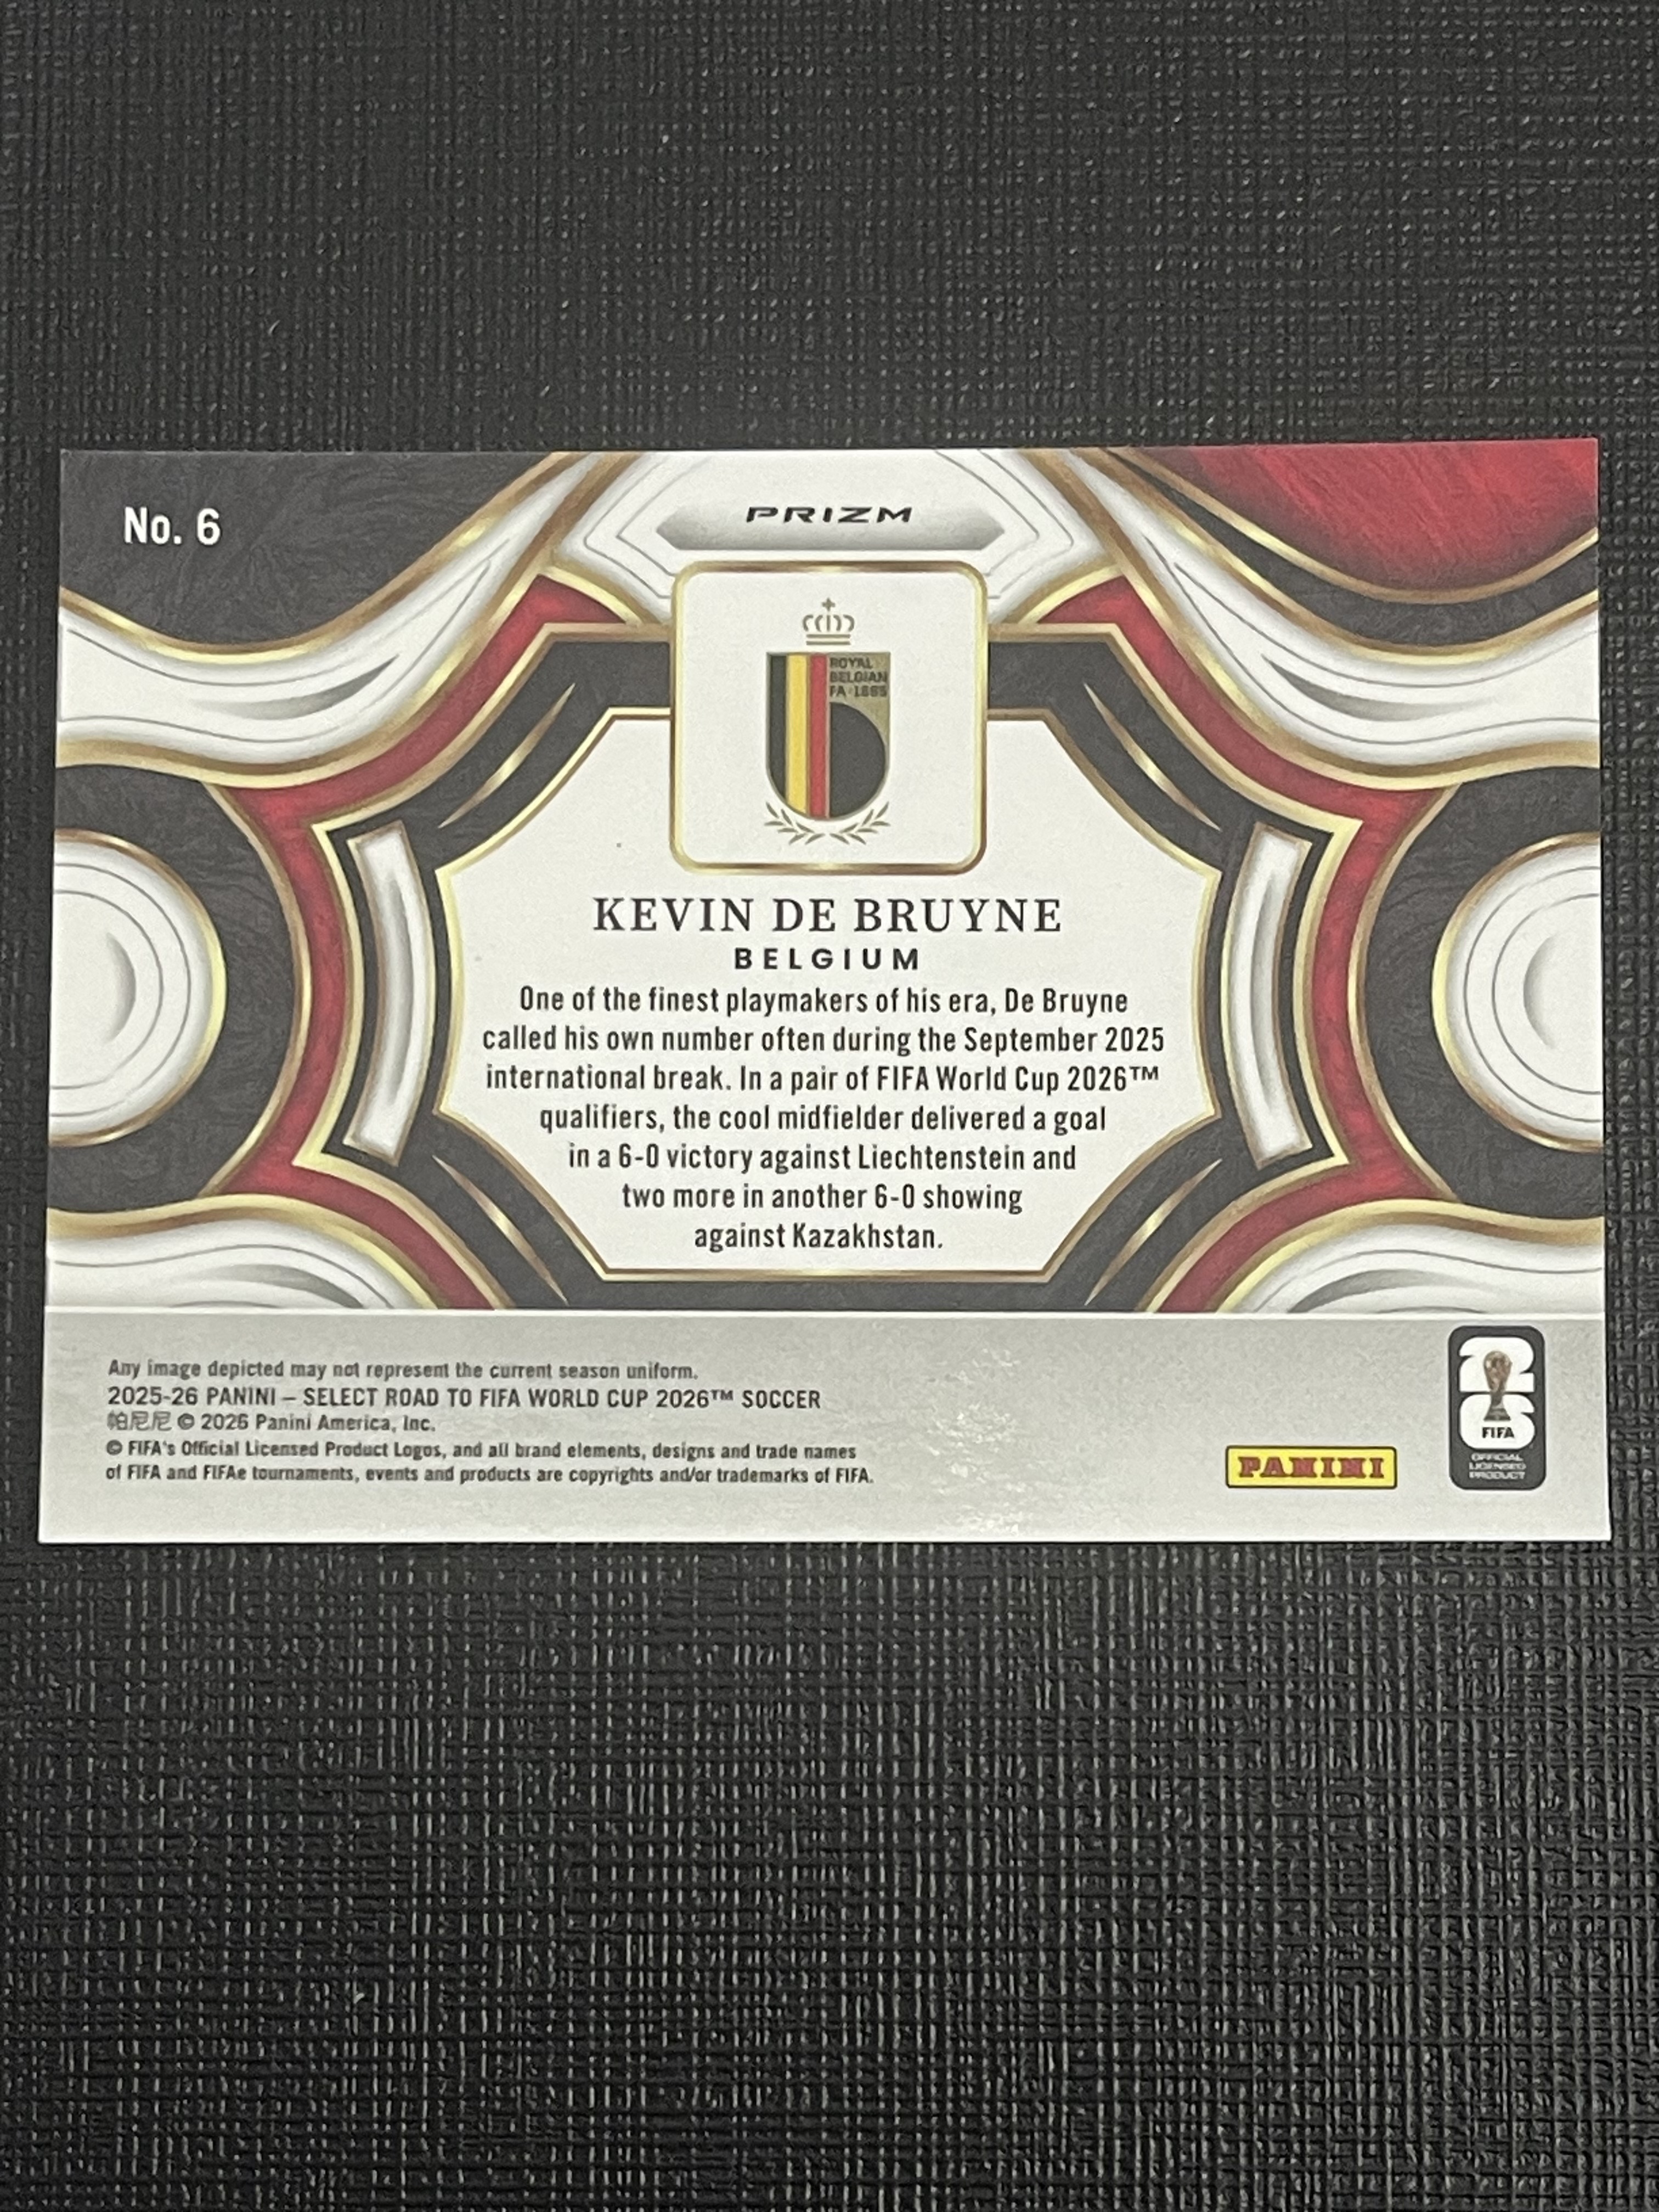 No. 6
PRIZM
ROYAL
BELGIAN
FA·1895
KEVIN DE BRUYNE
BELGIUM
One of the finest playmakers of his era, De Bruyne
called his own number often during the September 2025
international break. In a pair of FIFA World Cup 2026™
qualifiers, the cool midfielder delivered a goal
in a 6-0 victory against Liechtenstein and
two more in another 6-0 showing
against Kazakhstan.
Any image depicted may not represent the current season uniform.
2025-26 PANINI – SELECT ROAD TO FIFA WORLD CUP 2026™ SOCCER
帕尼尼 © 2026 Panini America, Inc.
© FIFA's Official Licensed Product Logos, and all brand elements, designs and trade names
of FIFA and FIFAe tournaments, events and products are copyrights and/or trademarks of FIFA.
PANINI
26
FIFA
OFFICIAL
LICENSED
PRODUCT